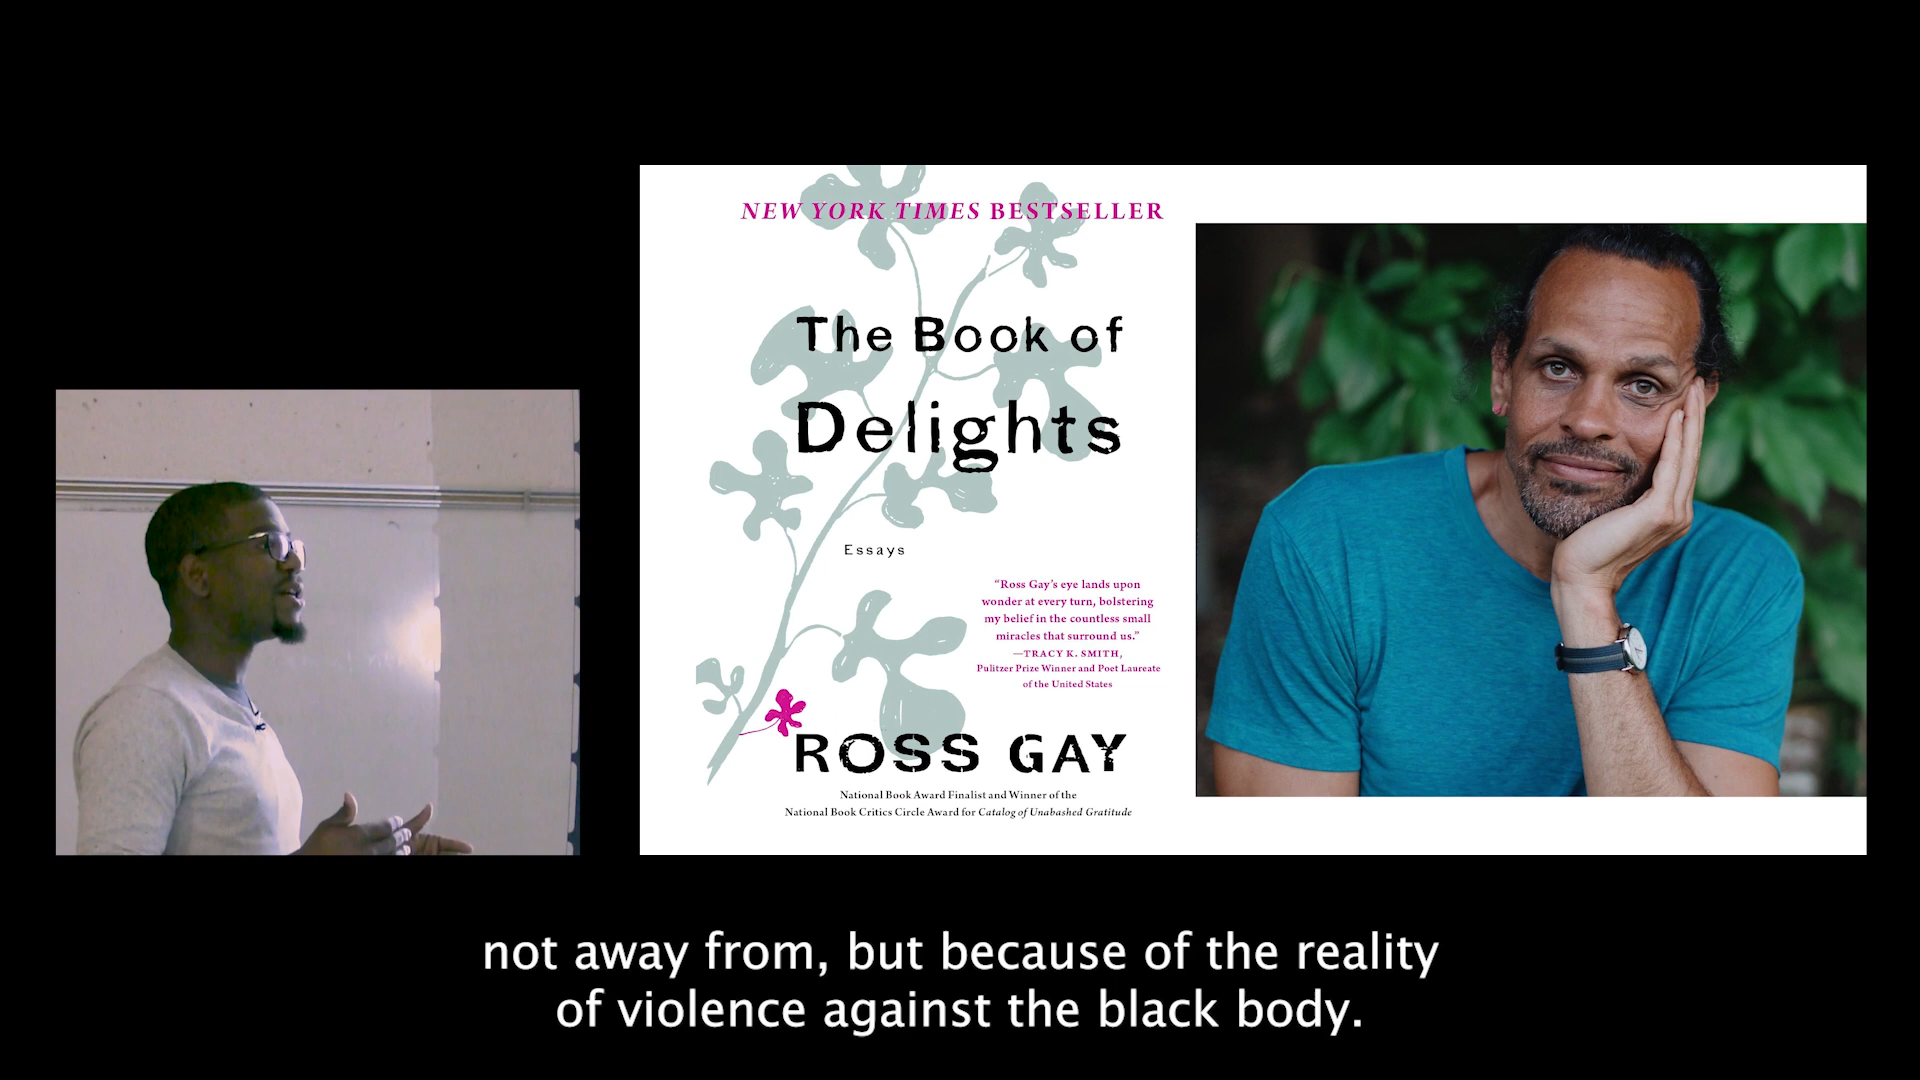 NEW YORK TIMES BESTSELLER
The Book of
Delights
Essays
“Ross Gay’s eye lands upon
wonder at every turn, bolstering
my belief in the countless small
miracles that surround us.”
—TRACY K. SMITH,
Pulitzer Prize Winner and Poet Laureate
of the United States
ROSS GAY
National Book Award Finalist and Winner of the
National Book Critics Circle Award for Catalog of Unabashed Gratitude
not away from, but because of the reality
of violence against the black body.